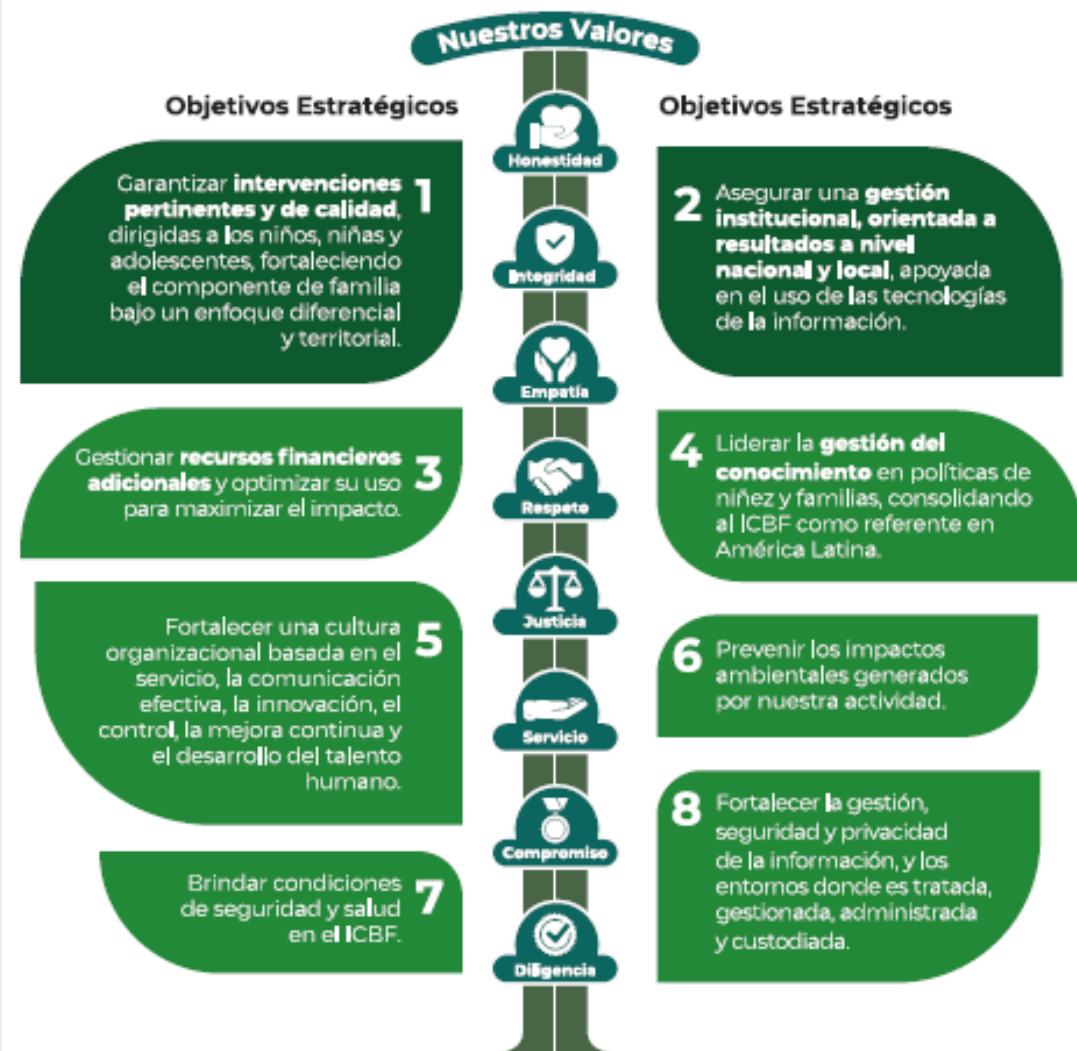 Nuestros Valores
Objetivos Estratégicos
Objetivos Estratégicos
Honestidad
Integridad
Empatía
Respeto
Justicia
Servicio
Compromiso
Diligencia
1
Garantizar intervenciones
pertinentes y de calidad,
dirigidas a los niños, niñas y
adolescentes, fortaleciendo
el componente de familia
bajo un enfoque diferencial
y territorial.
2
Asegurar una gestión
institucional, orientada a
resultados a nivel
nacional y local, apoyada
en el uso de las tecnologías
de la información.
3
Gestionar recursos financieros
adicionales y optimizar su uso
para maximizar el impacto.
4
Liderar la gestión del
conocimiento en políticas de
niñez y familias, consolidando
al ICBF como referente en
América Latina.
5
Fortalecer una cultura
organizacional basada en el
servicio, la comunicación
efectiva, la innovación, el
control, la mejora continua y
el desarrollo del talento
humano.
6
Prevenir los impactos
ambientales generados
por nuestra actividad.
7
Brindar condiciones
de seguridad y salud
en el ICBF.
8
Fortalecer la gestión,
seguridad y privacidad
de la información, y los
entornos donde es tratada,
gestionada, administrada
y custodiada.